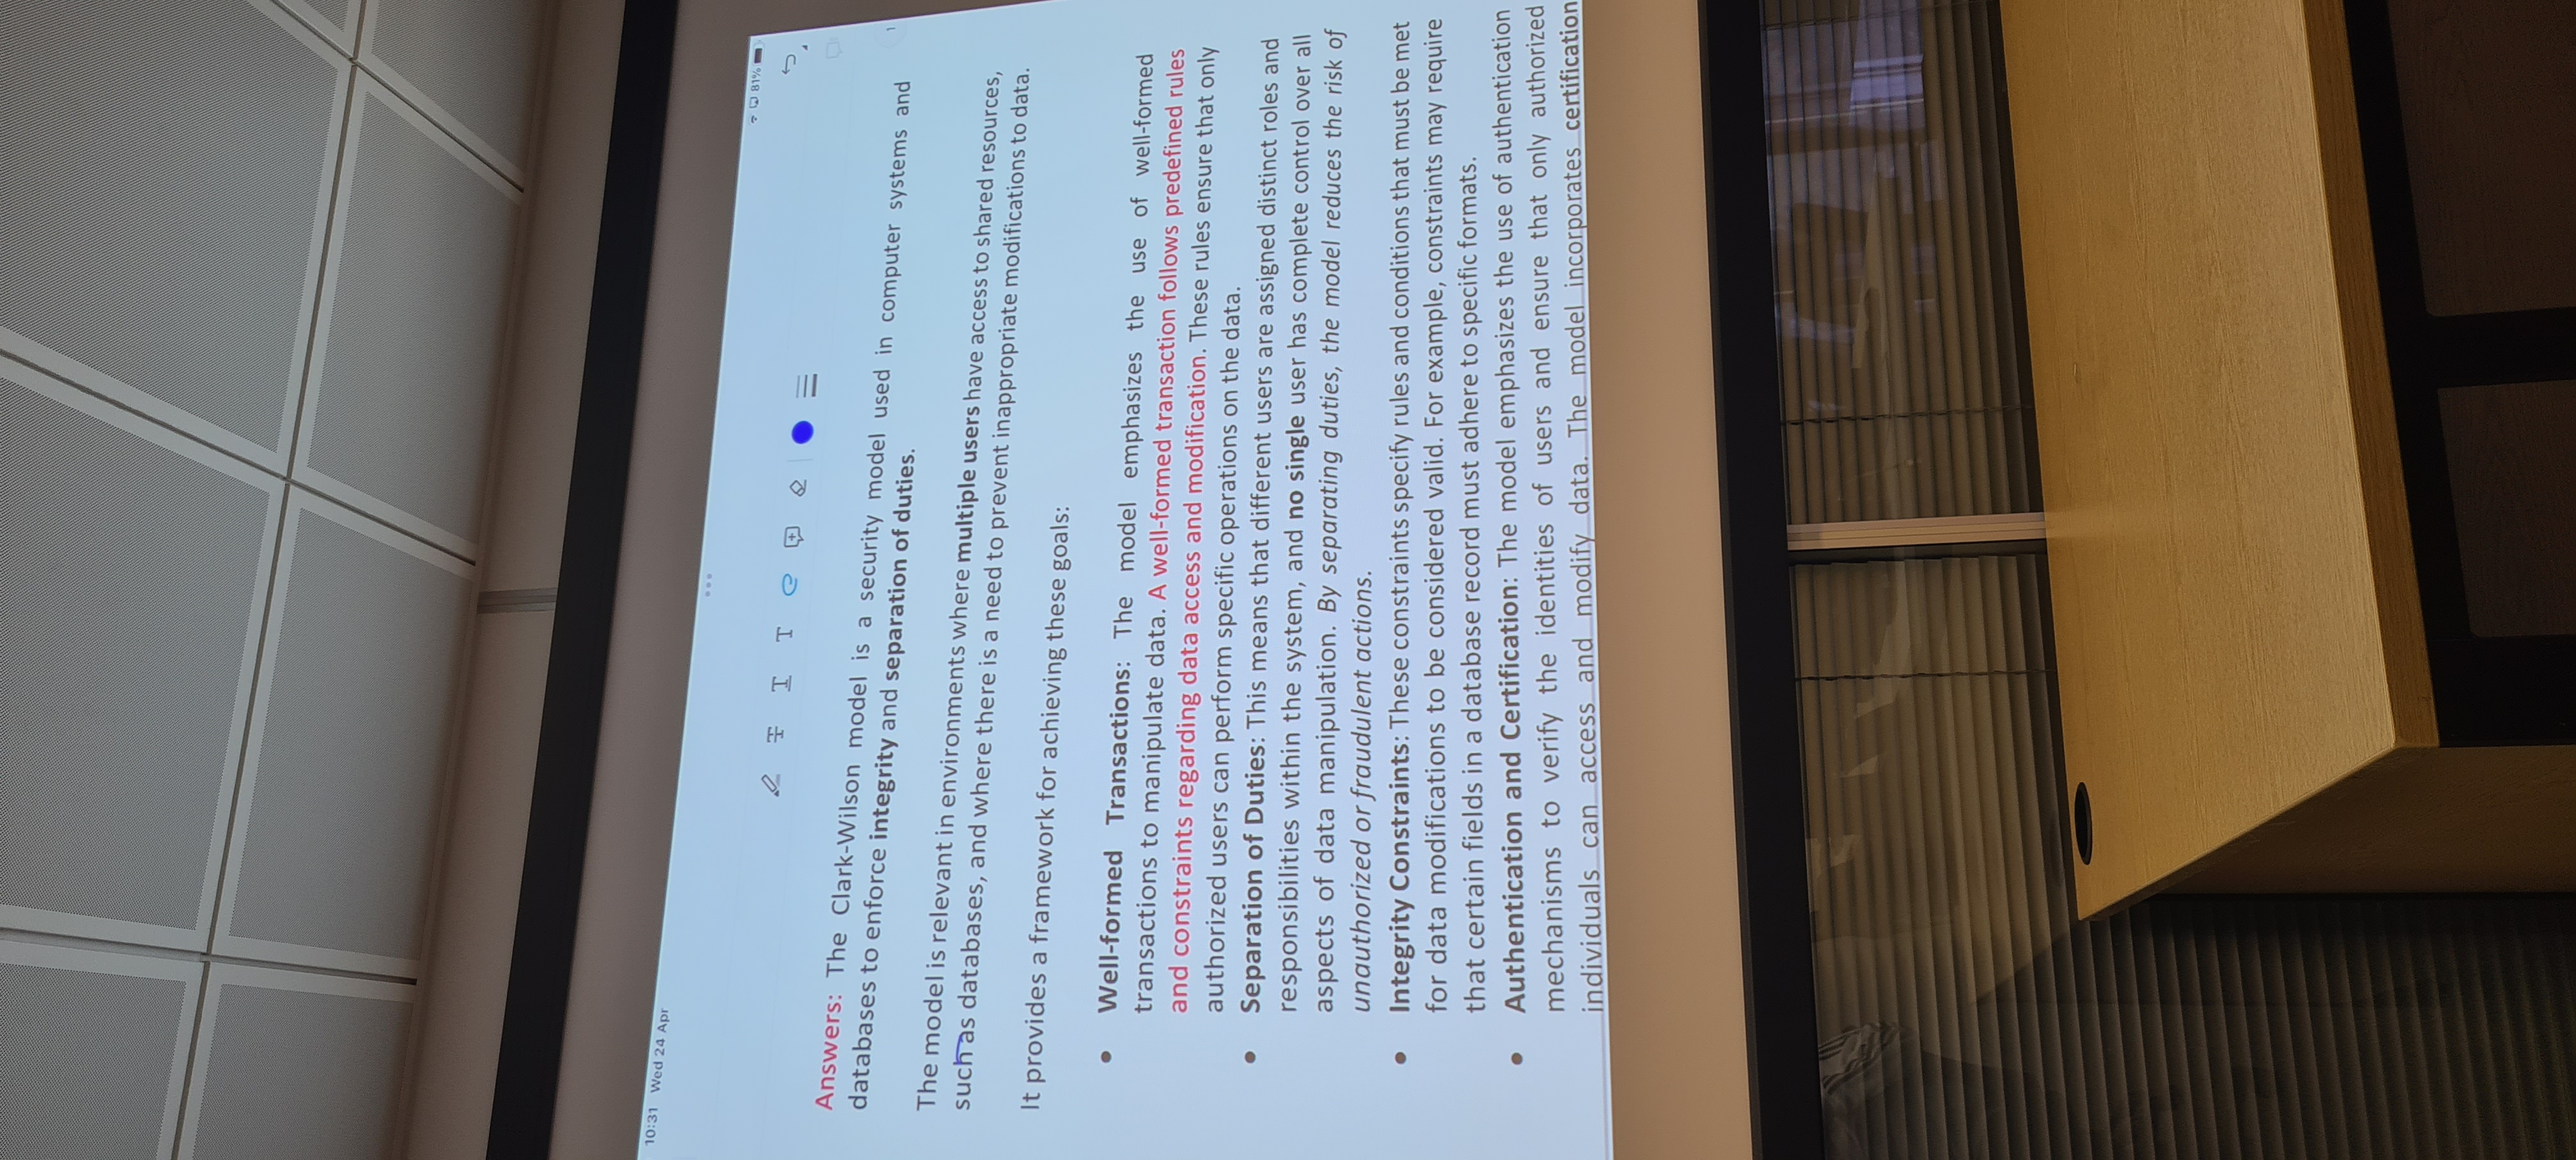 10:31 Wed 24 Apr
81%
T T T
Answers: The Clark-Wilson model is a security model used in computer systems and
databases to enforce integrity and separation of duties.
1
The model is relevant in environments where multiple users have access to shared resources,
such as databases, and where there is a need to prevent inappropriate modifications to data.
It provides a framework for achieving these goals:
• Well-formed Transactions: The model emphasizes the use of well-formed
transactions to manipulate data. A well-formed transaction follows predefined rules
and constraints regarding data access and modification. These rules ensure that only
authorized users can perform specific operations on the data.
• Separation of Duties: This means that different users are assigned distinct roles and
responsibilities within the system, and no single user has complete control over all
aspects of data manipulation. By separating duties, the model reduces the risk of
unauthorized or fraudulent actions.
• Integrity Constraints: These constraints specify rules and conditions that must be met
for data modifications to be considered valid. For example, constraints may require
that certain fields in a database record must adhere to specific formats.
• Authentication and Certification: The model emphasizes the use of authentication
mechanisms to verify the identities of users and ensure that only authorized
individuals can access and modify data. The model incorporates certification